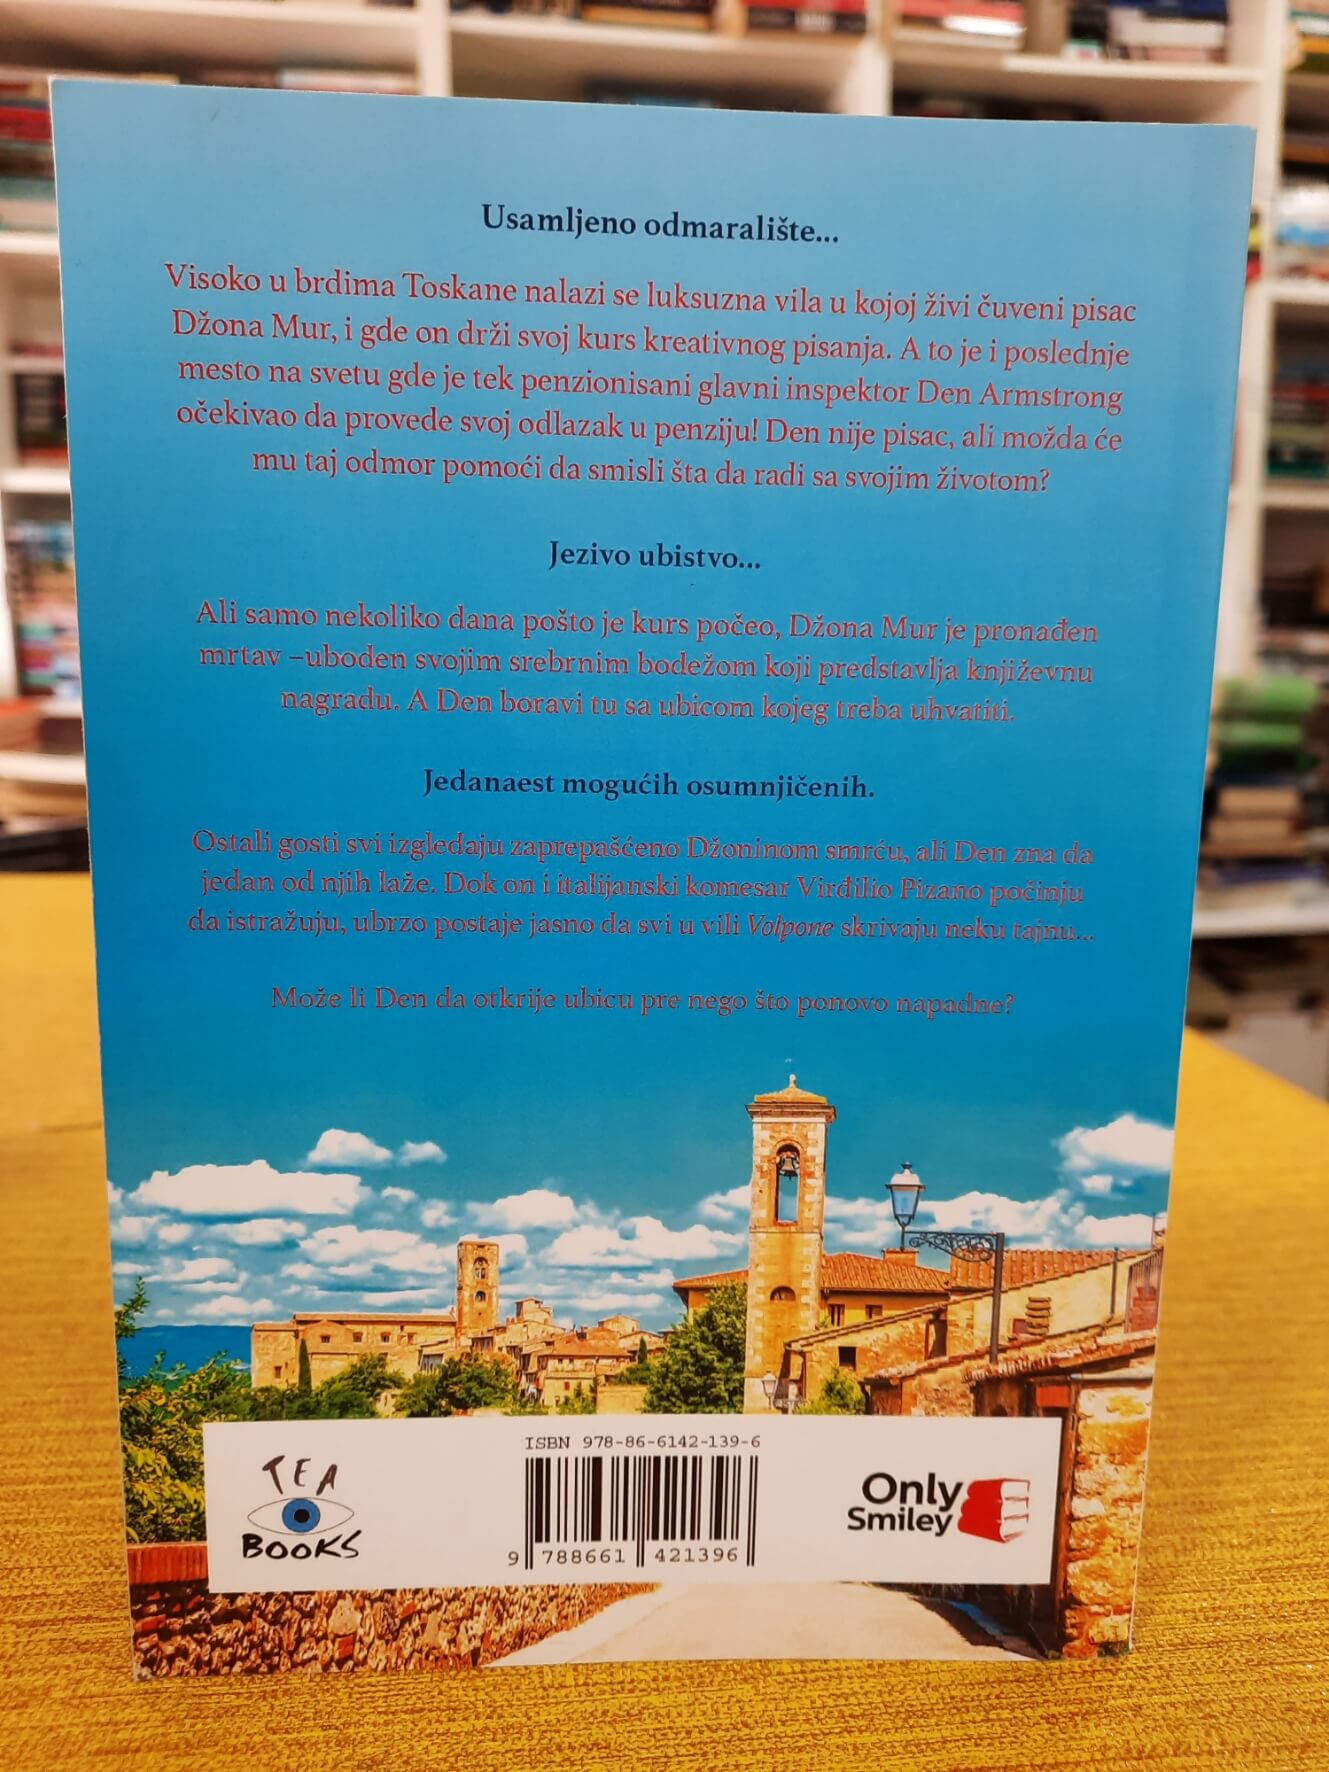 Usamljeno odmaralište...
Visoko u brdima Toskane nalazi se luksuzna vila u kojoj živi čuveni pisac
Džona Mur, i gde on drži svoj kurs kreativnog pisanja. A to je i poslednje
mesto na svetu gde je tek penzionisani glavni inspektor Den Armstrong
očekivao da provede svoj odlazak u penziju! Den nije pisac, ali možda će
mu taj odmor pomoći da smisli šta da radi sa svojim životom?
Jezivo ubistvo...
Ali samo nekoliko dana pošto je kurs počeo, Džona Mur je pronađen
mrtav –uboden svojim srebrnim bodežom koji predstavlja književnu
nagradu. A Den boravi tu sa ubicom kojeg treba uhvatiti.
Jedanaest mogućih osumnjičenih.
Ostali gosti svi izgledaju zaprepašćeno Džoninom smrću, ali Den zna da
jedan od njih laže. Dok on i italijanski komesar Virđilio Pizano počinju
da istražuju, ubrzo postaje jasno da svi u vili Volpone skrivaju neku tajnu...
Može li Den da otkrije ubicu pre nego što ponovo napadne?
TEA
BOOKS
ISBN 978-86-6142-139-6
9 788661 421396
Only
Smiley